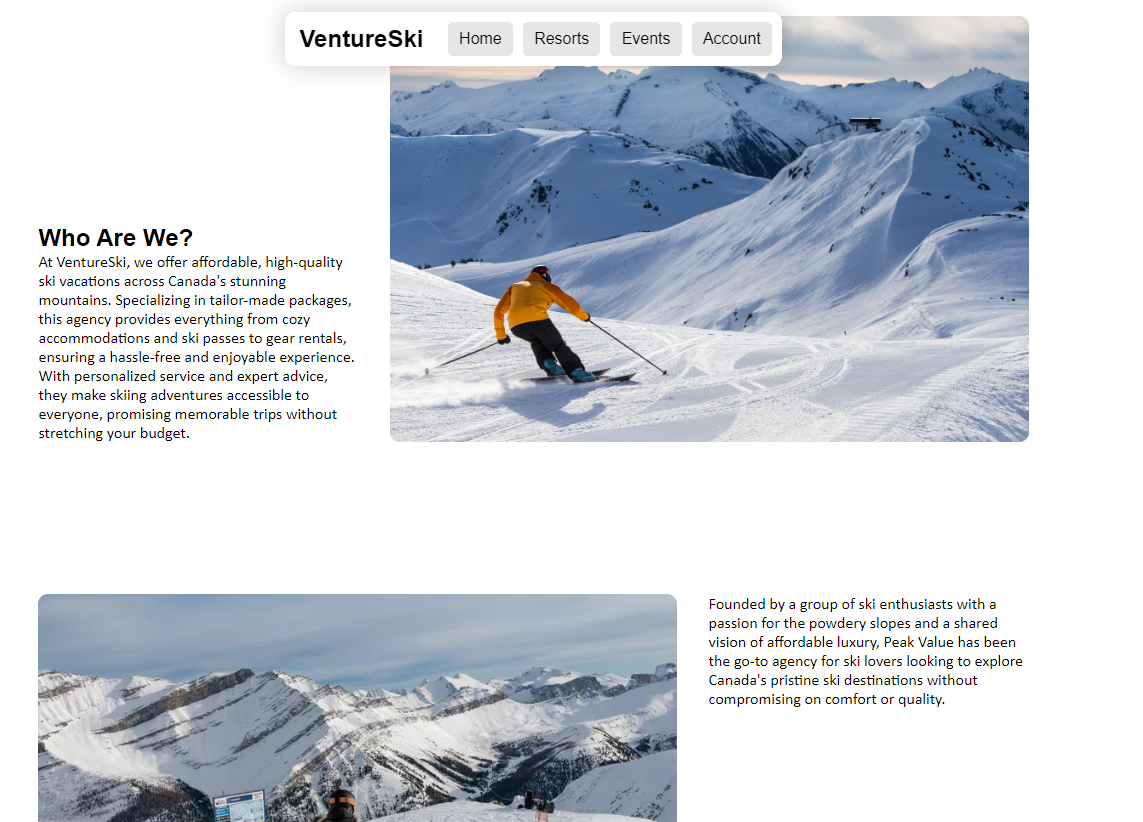 VentureSki Home Resorts Events Account
Who Are We?
At VentureSki, we offer affordable, high-quality
ski vacations across Canada's stunning
mountains. Specializing in tailor-made packages,
this agency provides everything from cozy
accommodations and ski passes to gear rentals,
ensuring a hassle-free and enjoyable experience.
With personalized service and expert advice,
they make skiing adventures accessible to
everyone, promising memorable trips without
stretching your budget.
Founded by a group of ski enthusiasts with a
passion for the powdery slopes and a shared
vision of affordable luxury, Peak Value has been
the go-to agency for ski lovers looking to explore
Canada's pristine ski destinations without
compromising on comfort or quality.